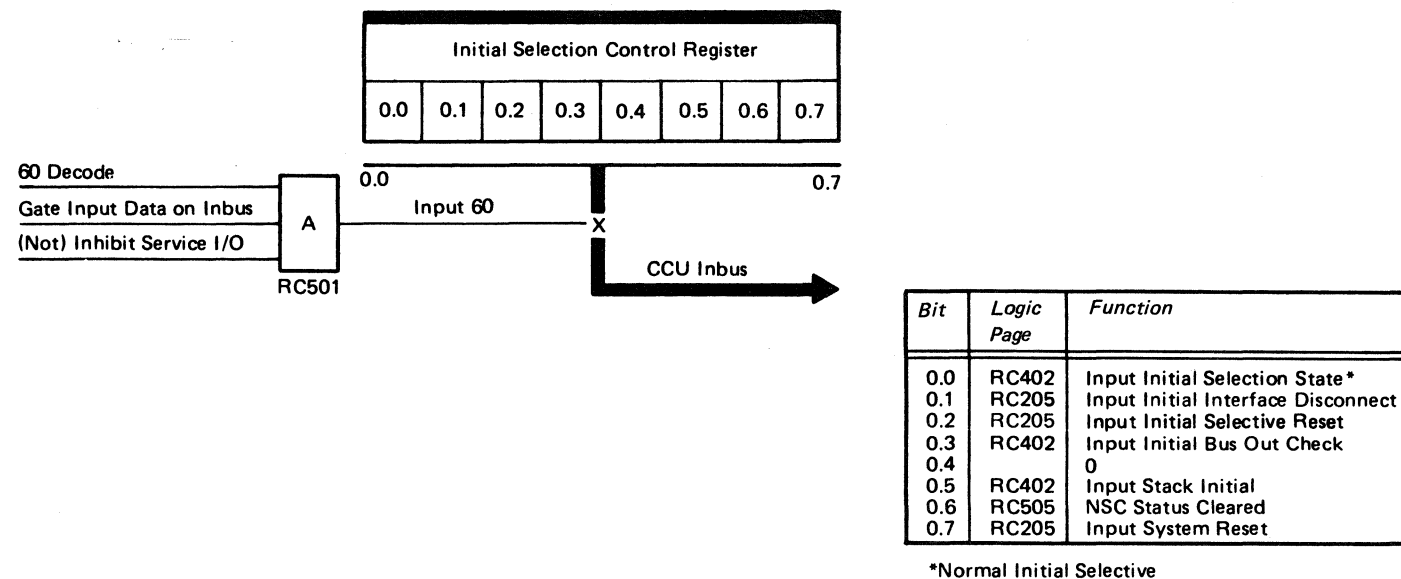 Initial Selection Control Register
0.0 0.1 0.2 0.3 0.4 0.5 0.6 0.7
0.0 0.7
60 Decode
Gate Input Data on Inbus
(Not) Inhibit Service I/O
A
RC501
Input 60
X
CCU Inbus
Bit Logic Page Function
0.0 RC402 Input Initial Selection State*
0.1 RC205 Input Initial Interface Disconnect
0.2 RC205 Input Initial Selective Reset
0.3 RC402 Input Initial Bus Out Check
0.4 0
0.5 RC402 Input Stack Initial
0.6 RC505 NSC Status Cleared
0.7 RC205 Input System Reset
*Normal Initial Selective